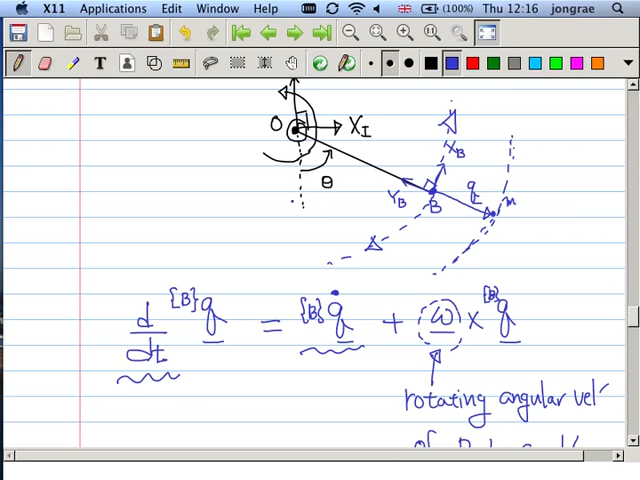 X11 Applications Edit Window Help (100%) Thu 12:16 jongrae
T
O X_I
θ
X_B
Y_B B q m
d/dt {B}q = {B}q̇ + ω × {B}q
rotating angular vel